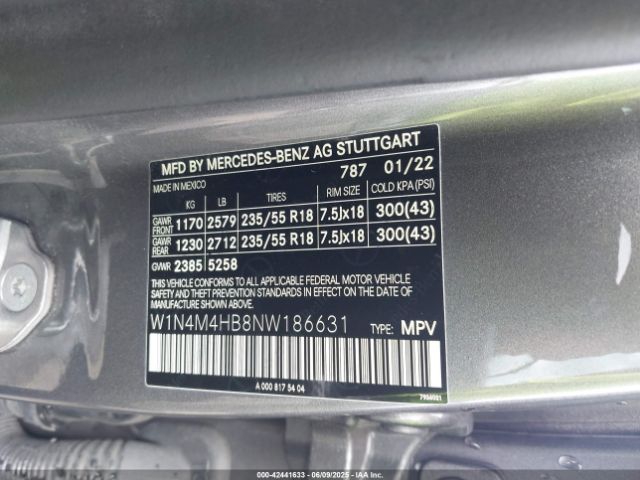 MFD BY MERCEDES-BENZ AG STUTTGART
MADE IN MEXICO 787 01/22
KG LB TIRES RIM SIZE COLD KPA(PSI)
GAWR FRONT 1170 2579 235/55 R18 7.5Jx18 300(43)
GAWR REAR 1230 2712 235/55 R18 7.5Jx18 300(43)
GVWR 2385 5258
THIS VEHICLE CONFORMS TO ALL APPLICABLE FEDERAL MOTOR VEHICLE
SAFETY, BUMPER AND THEFT PREVENTION STANDARDS IN EFFECT ON THE
DATE OF MANUFACTURE SHOWN ABOVE.
W1N4M4HB8NW186631 TYPE: MPV
A 000 817 54 04
000-42441633 - 06/09/2025 - IAAI.com